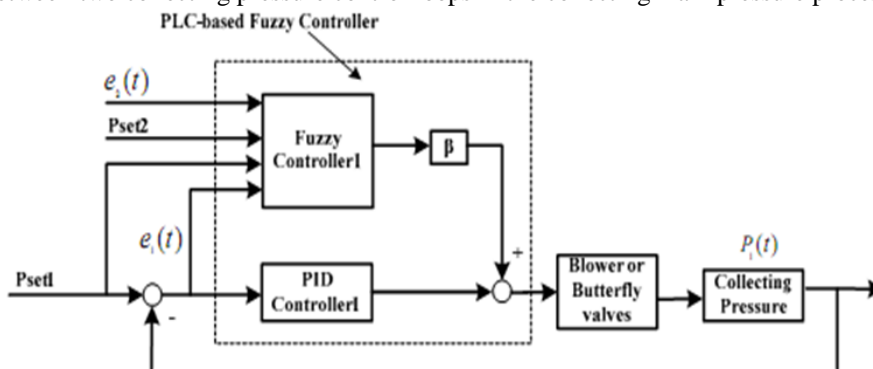 PLC-based Fuzzy Controller
e₂(t)
Pset2
Fuzzy
Controller1
β
e₁(t)
+
P₁(t)
Pset1
PID
Controller1
Blower or
Butterfly
valves
Collecting
Pressure
-